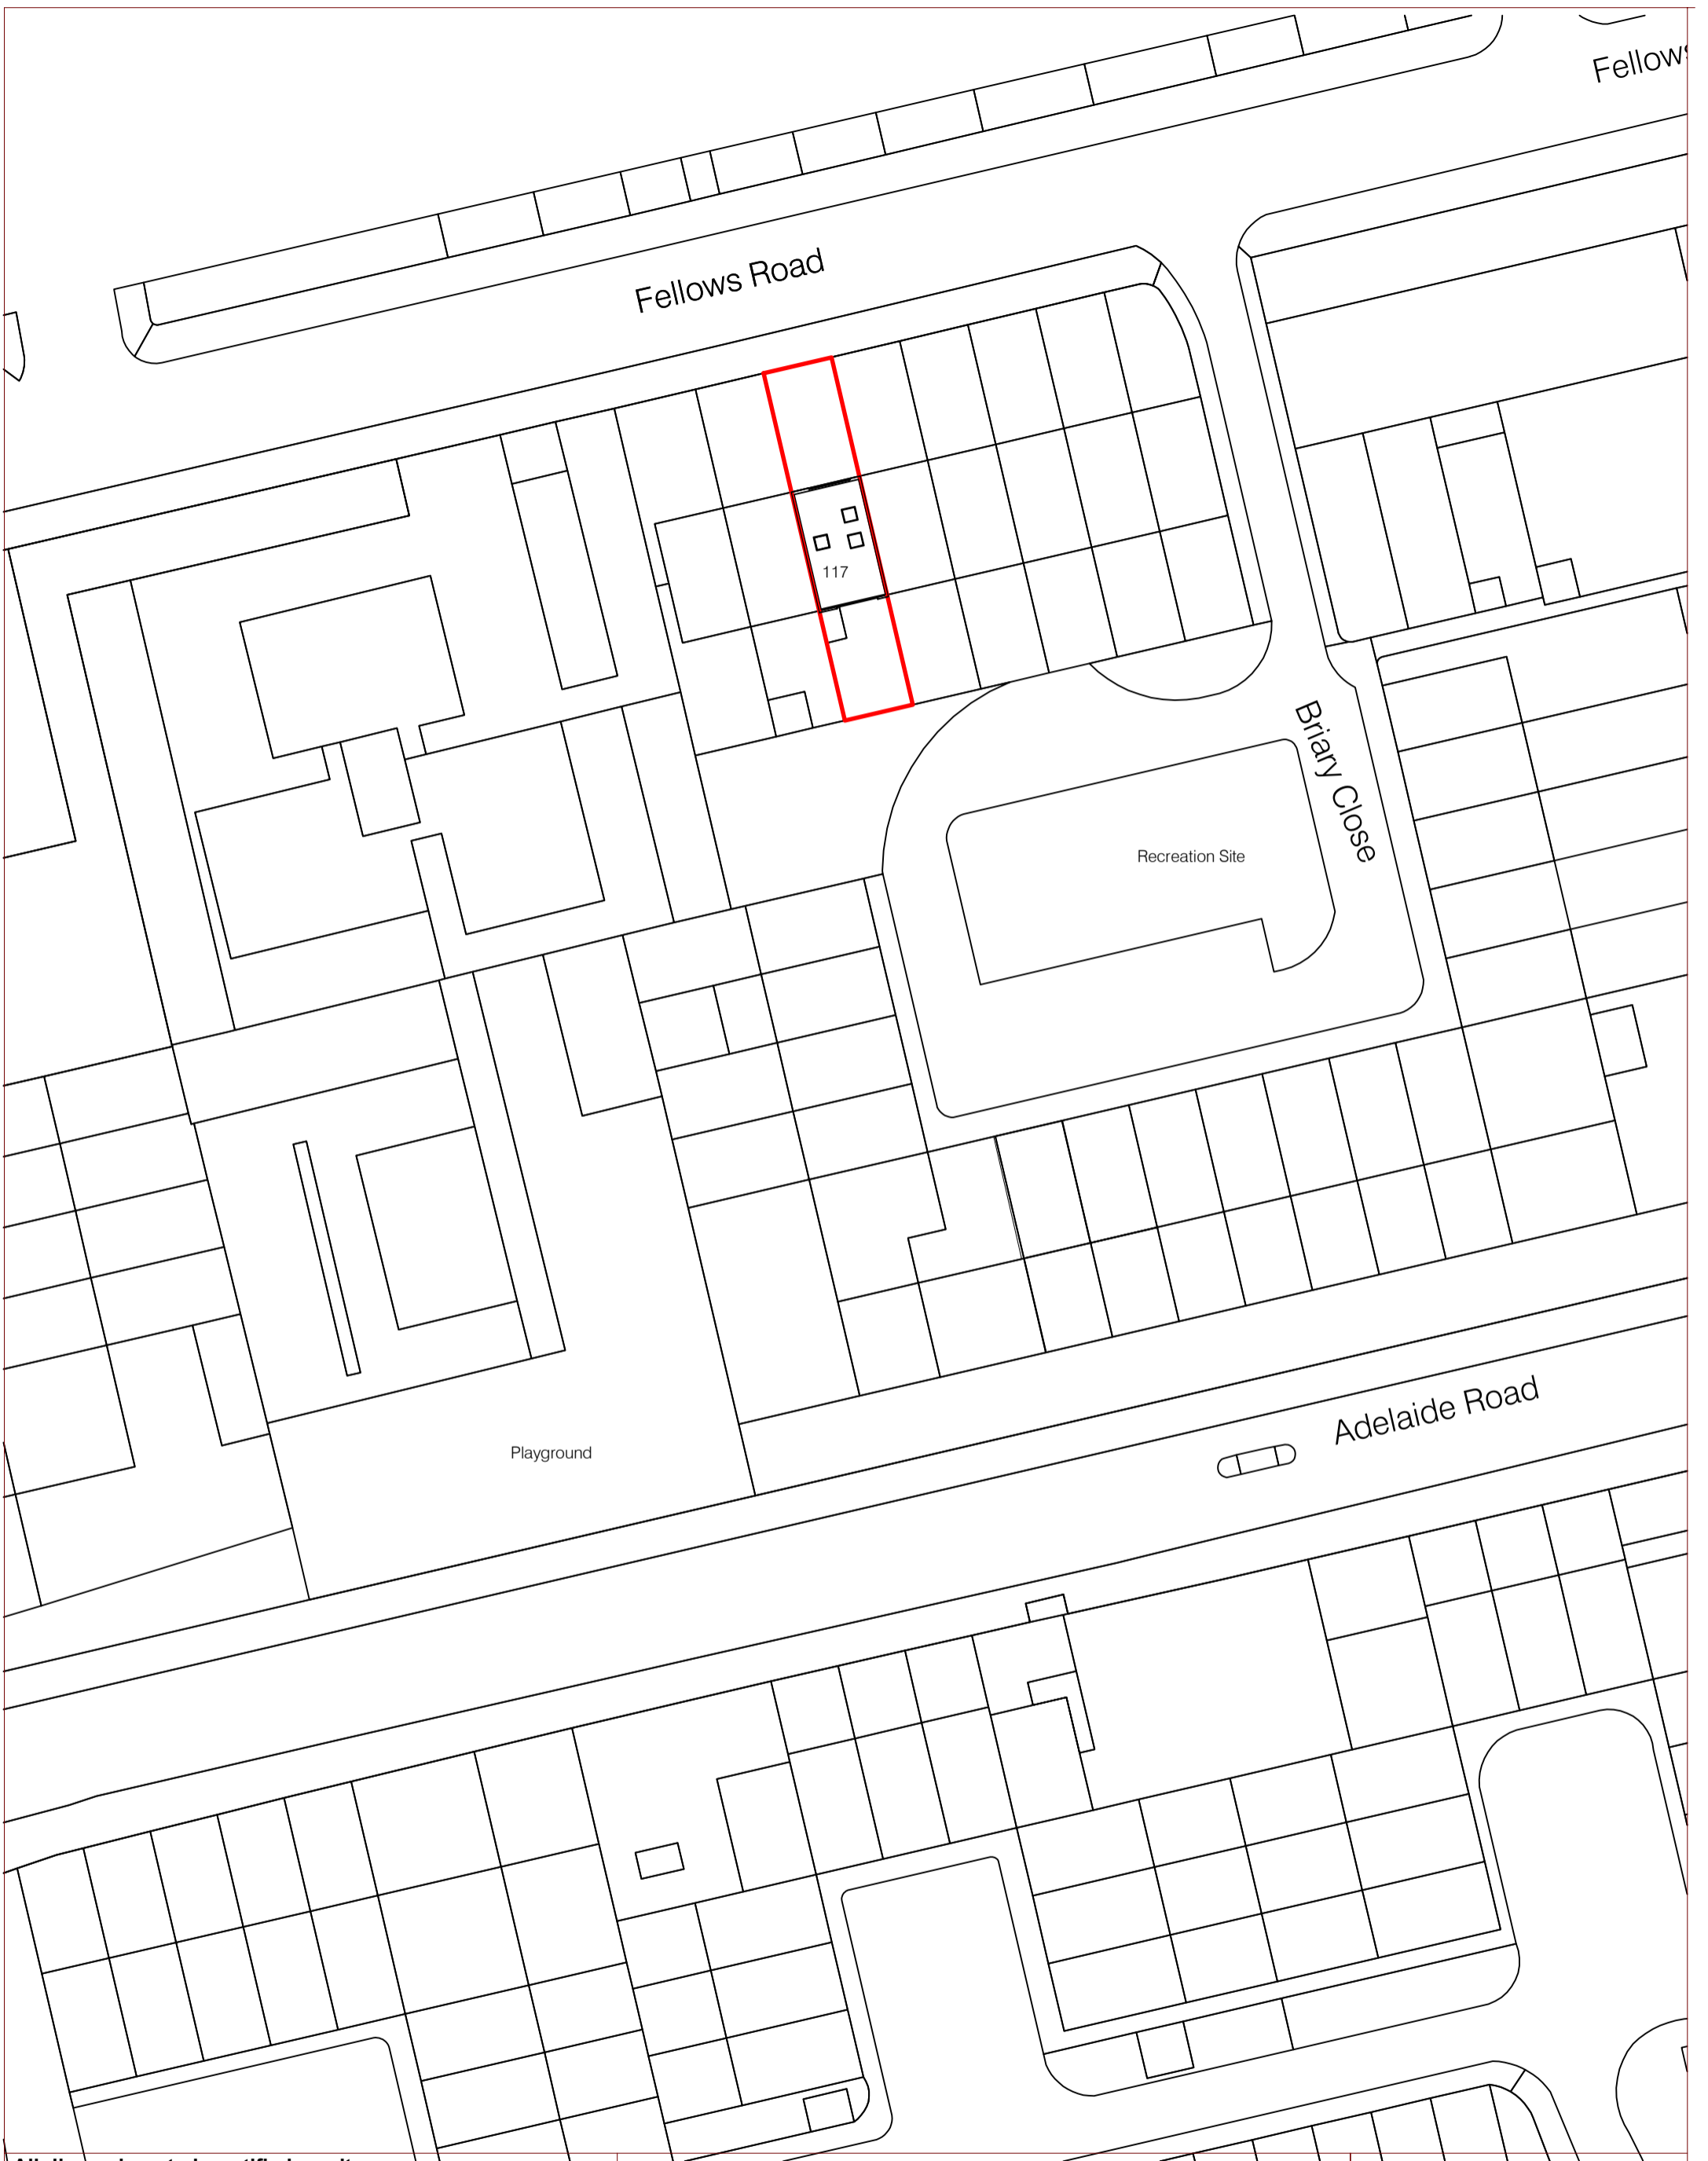 Fellows
Fellows Road
117
Briary Close
Recreation Site
Adelaide Road
Playground